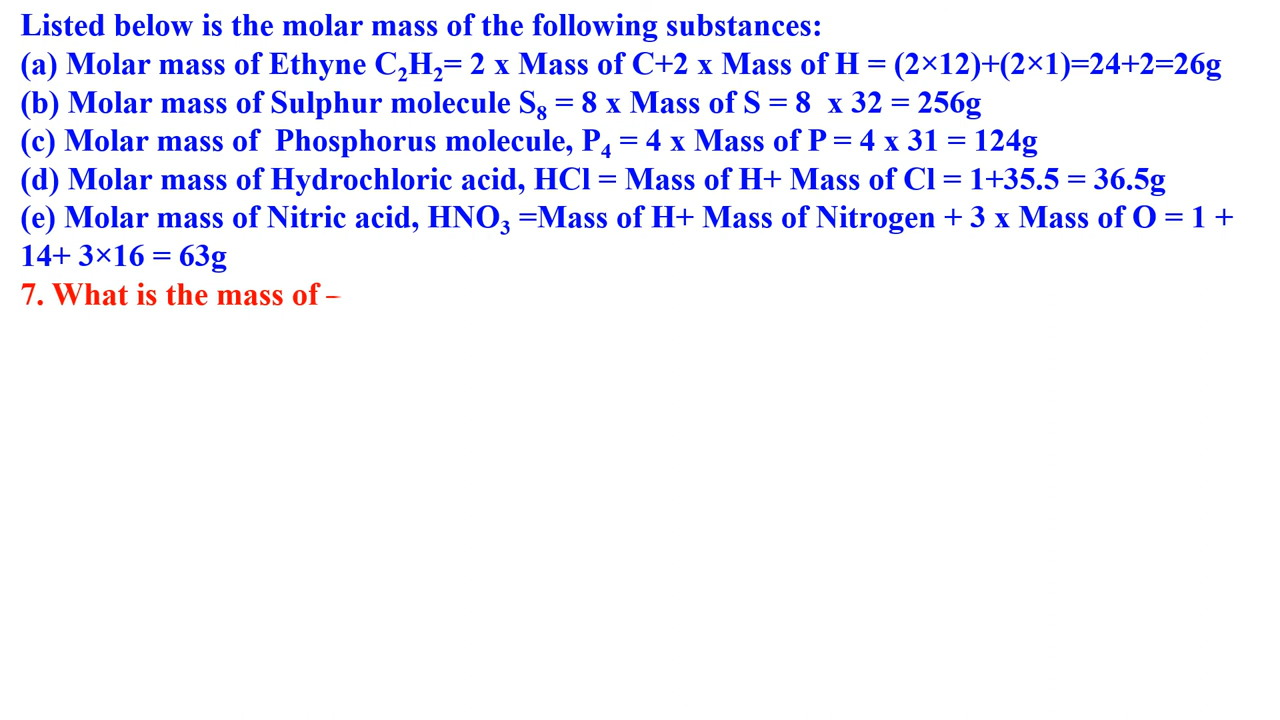 Listed below is the molar mass of the following substances:
(a) Molar mass of Ethyne C₂H₂= 2 x Mass of C+2 x Mass of H = (2×12)+(2×1)=24+2=26g
(b) Molar mass of Sulphur molecule S₈ = 8 x Mass of S = 8  x 32 = 256g
(c) Molar mass of  Phosphorus molecule, P₄ = 4 x Mass of P = 4 x 31 = 124g
(d) Molar mass of Hydrochloric acid, HCl = Mass of H+ Mass of Cl = 1+35.5 = 36.5g
(e) Molar mass of Nitric acid, HNO₃ =Mass of H+ Mass of Nitrogen + 3 x Mass of O = 1 +
14+ 3×16 = 63g
7. What is the mass of –